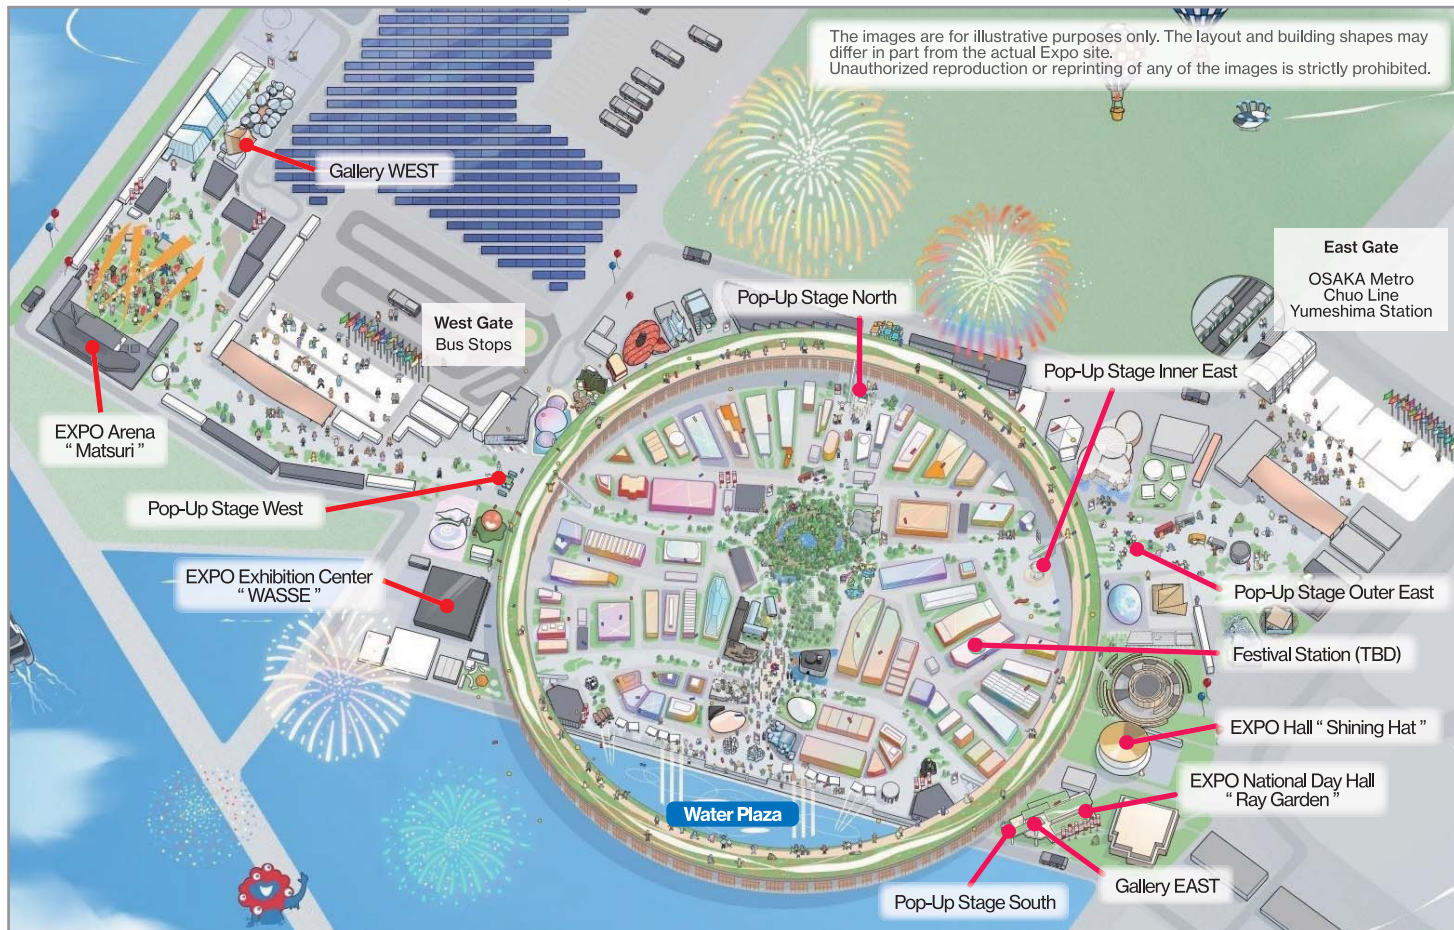 The images are for illustrative purposes only. The layout and building shapes may
differ in part from the actual Expo site.
Unauthorized reproduction or reprinting of any of the images is strictly prohibited.
Gallery WEST
East Gate
OSAKA Metro
Chuo Line
Yumeshima Station
Pop-Up Stage North
West Gate
Bus Stops
Pop-Up Stage Inner East
EXPO Arena
“ Matsuri ”
Pop-Up Stage West
EXPO Exhibition Center
“ WASSE ”
Pop-Up Stage Outer East
Festival Station (TBD)
EXPO Hall “ Shining Hat ”
EXPO National Day Hall
“ Ray Garden ”
Water Plaza
Gallery EAST
Pop-Up Stage South